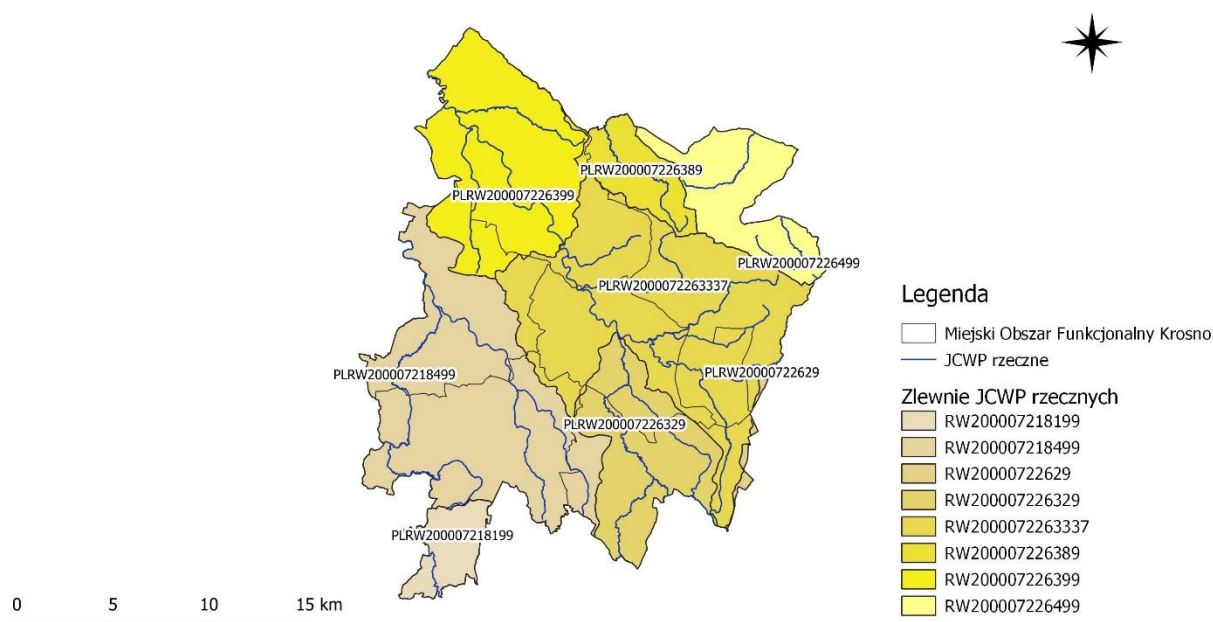 PLRW200007226389
PLRW200007226399
PLRW200007226499
PLRW2000072263337
PLRW200007218499
PLRW20000722629
PLRW200007226329
PLRW200007218199
0 5 10 15 km
Legenda
Miejski Obszar Funkcjonalny Krosno
JCWP rzeczne
Zlewnie JCWP rzecznych
RW200007218199
RW200007218499
RW20000722629
RW200007226329
RW2000072263337
RW200007226389
RW200007226399
RW200007226499